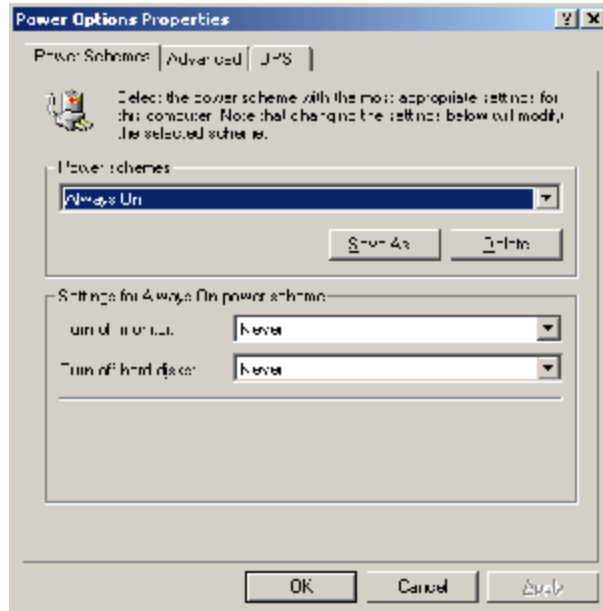 Power Options Properties
Power Schemes Advanced UPS
Select the power scheme with the most appropriate settings for
this computer. Note that changing the settings below will modify
the selected scheme.
Power schemes
Always On
Save As... Delete
Settings for Always On power scheme
Turn off monitor: Never
Turn off hard disks: Never
OK Cancel Apply